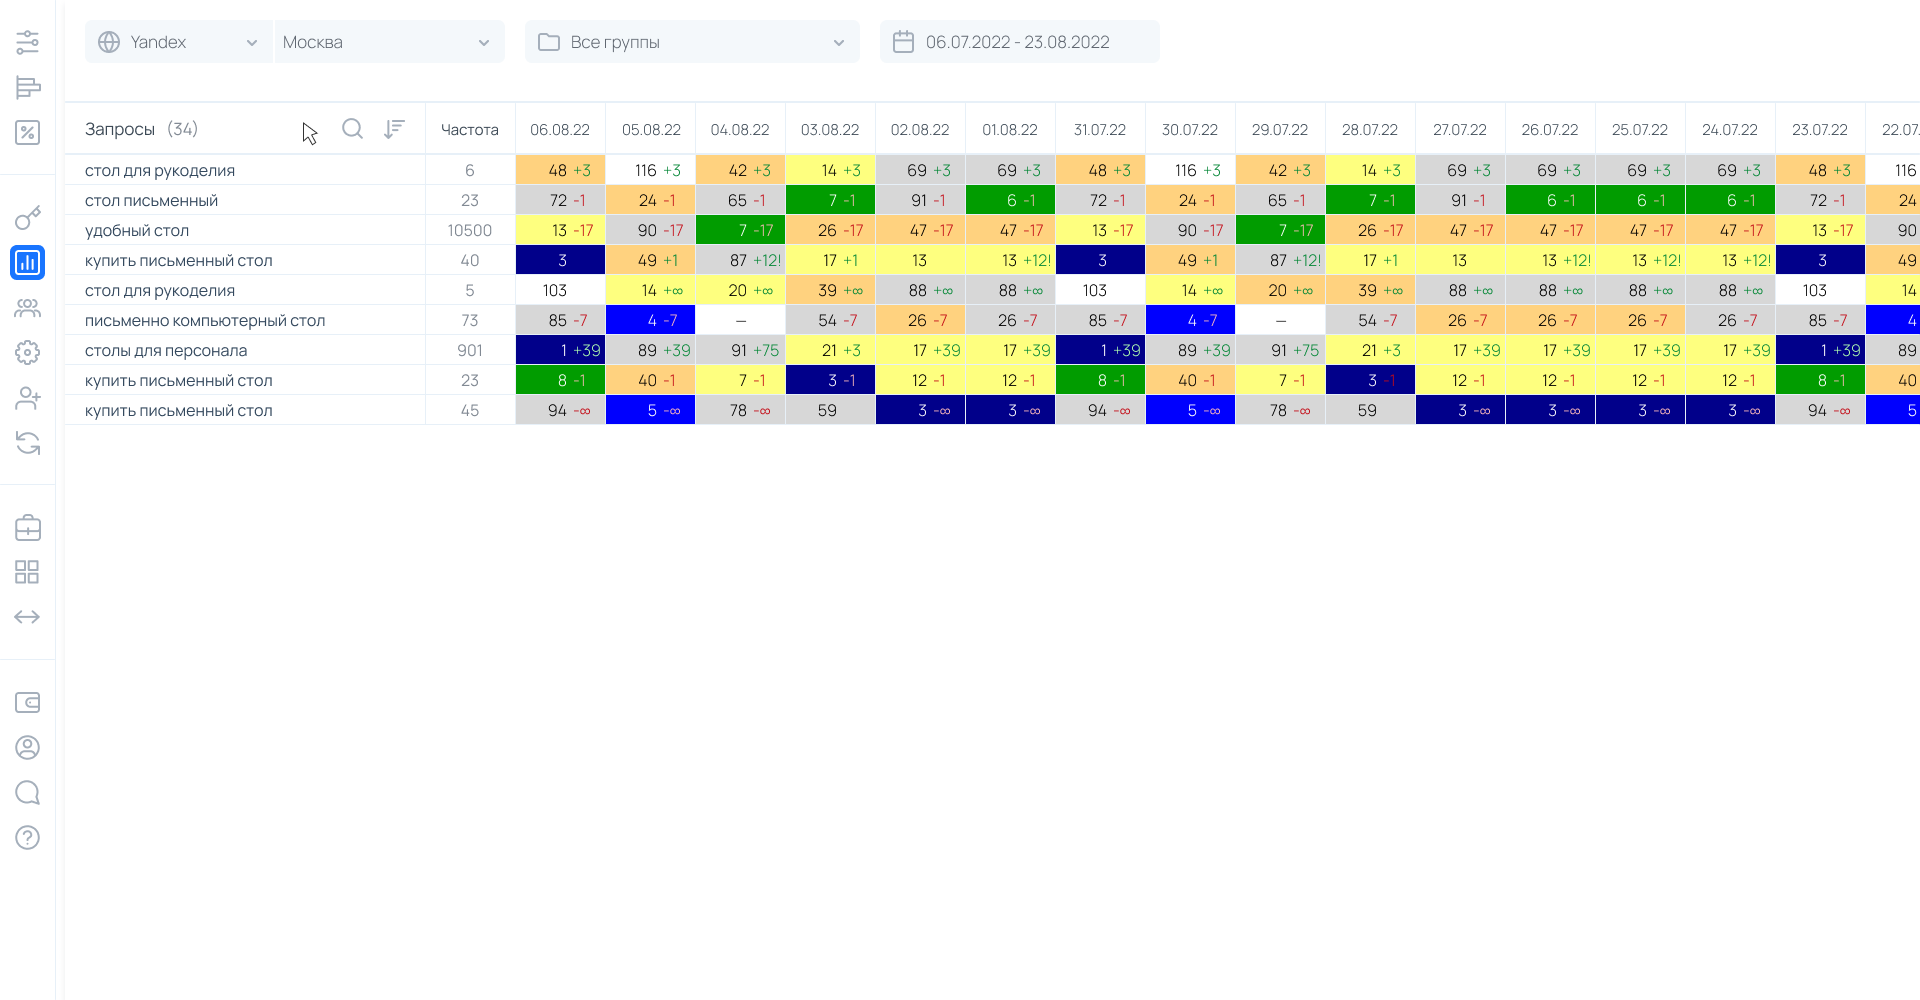 Yandex Москва Все группы 06.07.2022 - 23.08.2022
Запросы (34) Частота 06.08.22 05.08.22 04.08.22 03.08.22 02.08.22 01.08.22 31.07.22 30.07.22 29.07.22 28.07.22 27.07.22 26.07.22 25.07.22 24.07.22 23.07.22 22.07.
стол для рукоделия 6 48 +3 116 +3 42 +3 14 +3 69 +3 69 +3 48 +3 116 +3 42 +3 14 +3 69 +3 69 +3 69 +3 69 +3 48 +3 116
стол письменный 23 72 -1 24 -1 65 -1 7 -1 91 -1 6 -1 72 -1 24 -1 65 -1 7 -1 91 -1 6 -1 6 -1 6 -1 72 -1 24
удобный стол 10500 13 -17 90 -17 7 -17 26 -17 47 -17 47 -17 13 -17 90 -17 7 -17 26 -17 47 -17 47 -17 47 -17 47 -17 13 -17 90
купить письменный стол 40 3 49 +1 87 +12! 17 +1 13 13 +12! 3 49 +1 87 +12! 17 +1 13 13 +12! 13 +12! 13 +12! 3 49
стол для рукоделия 5 103 14 +∞ 20 +∞ 39 +∞ 88 +∞ 88 +∞ 103 14 +∞ 20 +∞ 39 +∞ 88 +∞ 88 +∞ 88 +∞ 88 +∞ 103 14
письменно компьютерный стол 73 85 -7 4 -7 — 54 -7 26 -7 26 -7 85 -7 4 -7 — 54 -7 26 -7 26 -7 26 -7 26 -7 85 -7 4
столы для персонала 901 1 +39 89 +39 91 +75 21 +3 17 +39 17 +39 1 +39 89 +39 91 +75 21 +3 17 +39 17 +39 17 +39 17 +39 1 +39 89
купить письменный стол 23 8 -1 40 -1 7 -1 3 -1 12 -1 12 -1 8 -1 40 -1 7 -1 3 -1 12 -1 12 -1 12 -1 12 -1 8 -1 40
купить письменный стол 45 94 -∞ 5 -∞ 78 -∞ 59 3 -∞ 3 -∞ 94 -∞ 5 -∞ 78 -∞ 59 3 -∞ 3 -∞ 3 -∞ 3 -∞ 94 -∞ 5